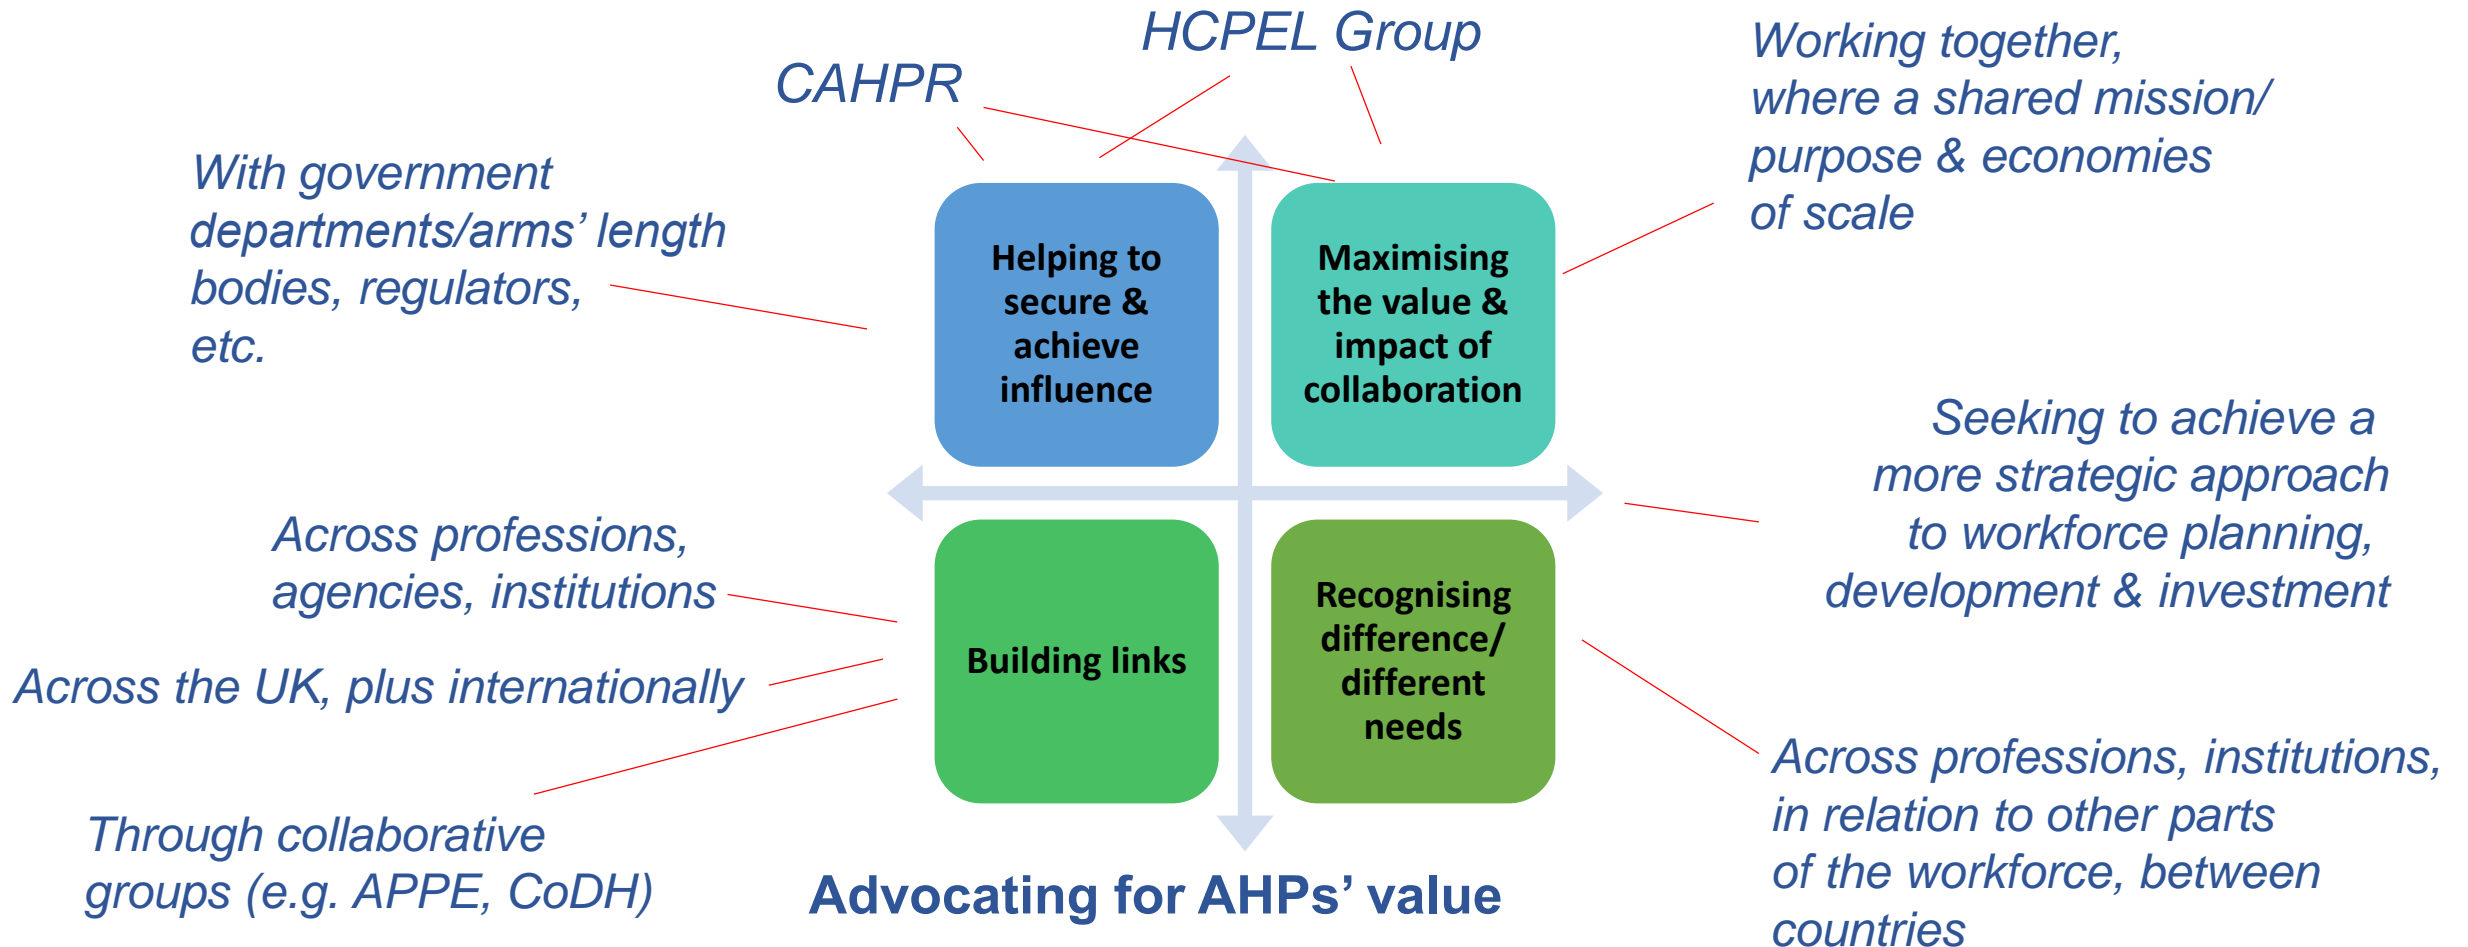 HCPEL Group
CAHPR
Working together,
where a shared mission/
purpose & economies
of scale
With government
departments/arms’ length
bodies, regulators,
etc.
Helping to
secure &
achieve
influence
Maximising
the value &
impact of
collaboration
Seeking to achieve a
more strategic approach
to workforce planning,
development & investment
Across professions,
agencies, institutions
Across the UK, plus internationally
Through collaborative
groups (e.g. APPE, CoDH)
Building links
Recognising
difference/
different
needs
Across professions, institutions,
in relation to other parts
of the workforce, between
countries
Advocating for AHPs’ value